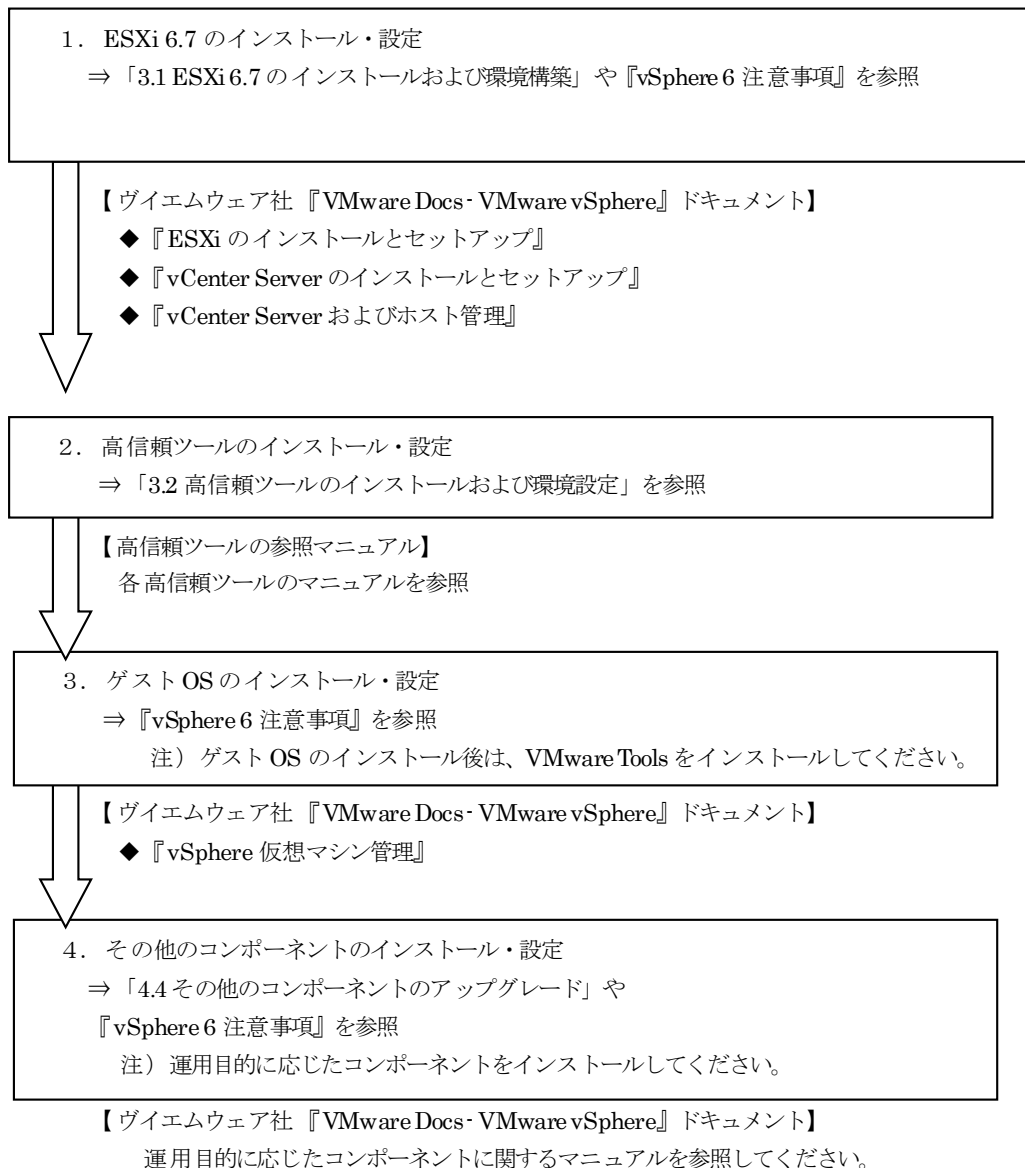 １．ESXi 6.7 のインストール・設定
⇒「3.1 ESXi 6.7 のインストールおよび環境構築」や『vSphere 6 注意事項』を参照
【ヴイエムウェア社 『VMware Docs - VMware vSphere』ドキュメント】
◆『ESXi のインストールとセットアップ』
◆『vCenter Server のインストールとセットアップ』
◆『vCenter Server およびホスト管理』
２．高信頼ツールのインストール・設定
⇒「3.2 高信頼ツールのインストールおよび環境設定」を参照
【高信頼ツールの参照マニュアル】
各高信頼ツールのマニュアルを参照
３．ゲスト OS のインストール・設定
⇒『vSphere 6 注意事項』を参照
注）ゲスト OS のインストール後は、VMware Tools をインストールしてください。
【ヴイエムウェア社 『VMware Docs - VMware vSphere』ドキュメント】
◆『vSphere 仮想マシン管理』
４．その他のコンポーネントのインストール・設定
⇒「4.4 その他のコンポーネントのアップグレード」や
『vSphere 6 注意事項』を参照
注）運用目的に応じたコンポーネントをインストールしてください。
【ヴイエムウェア社 『VMware Docs - VMware vSphere』ドキュメント】
運用目的に応じたコンポーネントに関するマニュアルを参照してください。